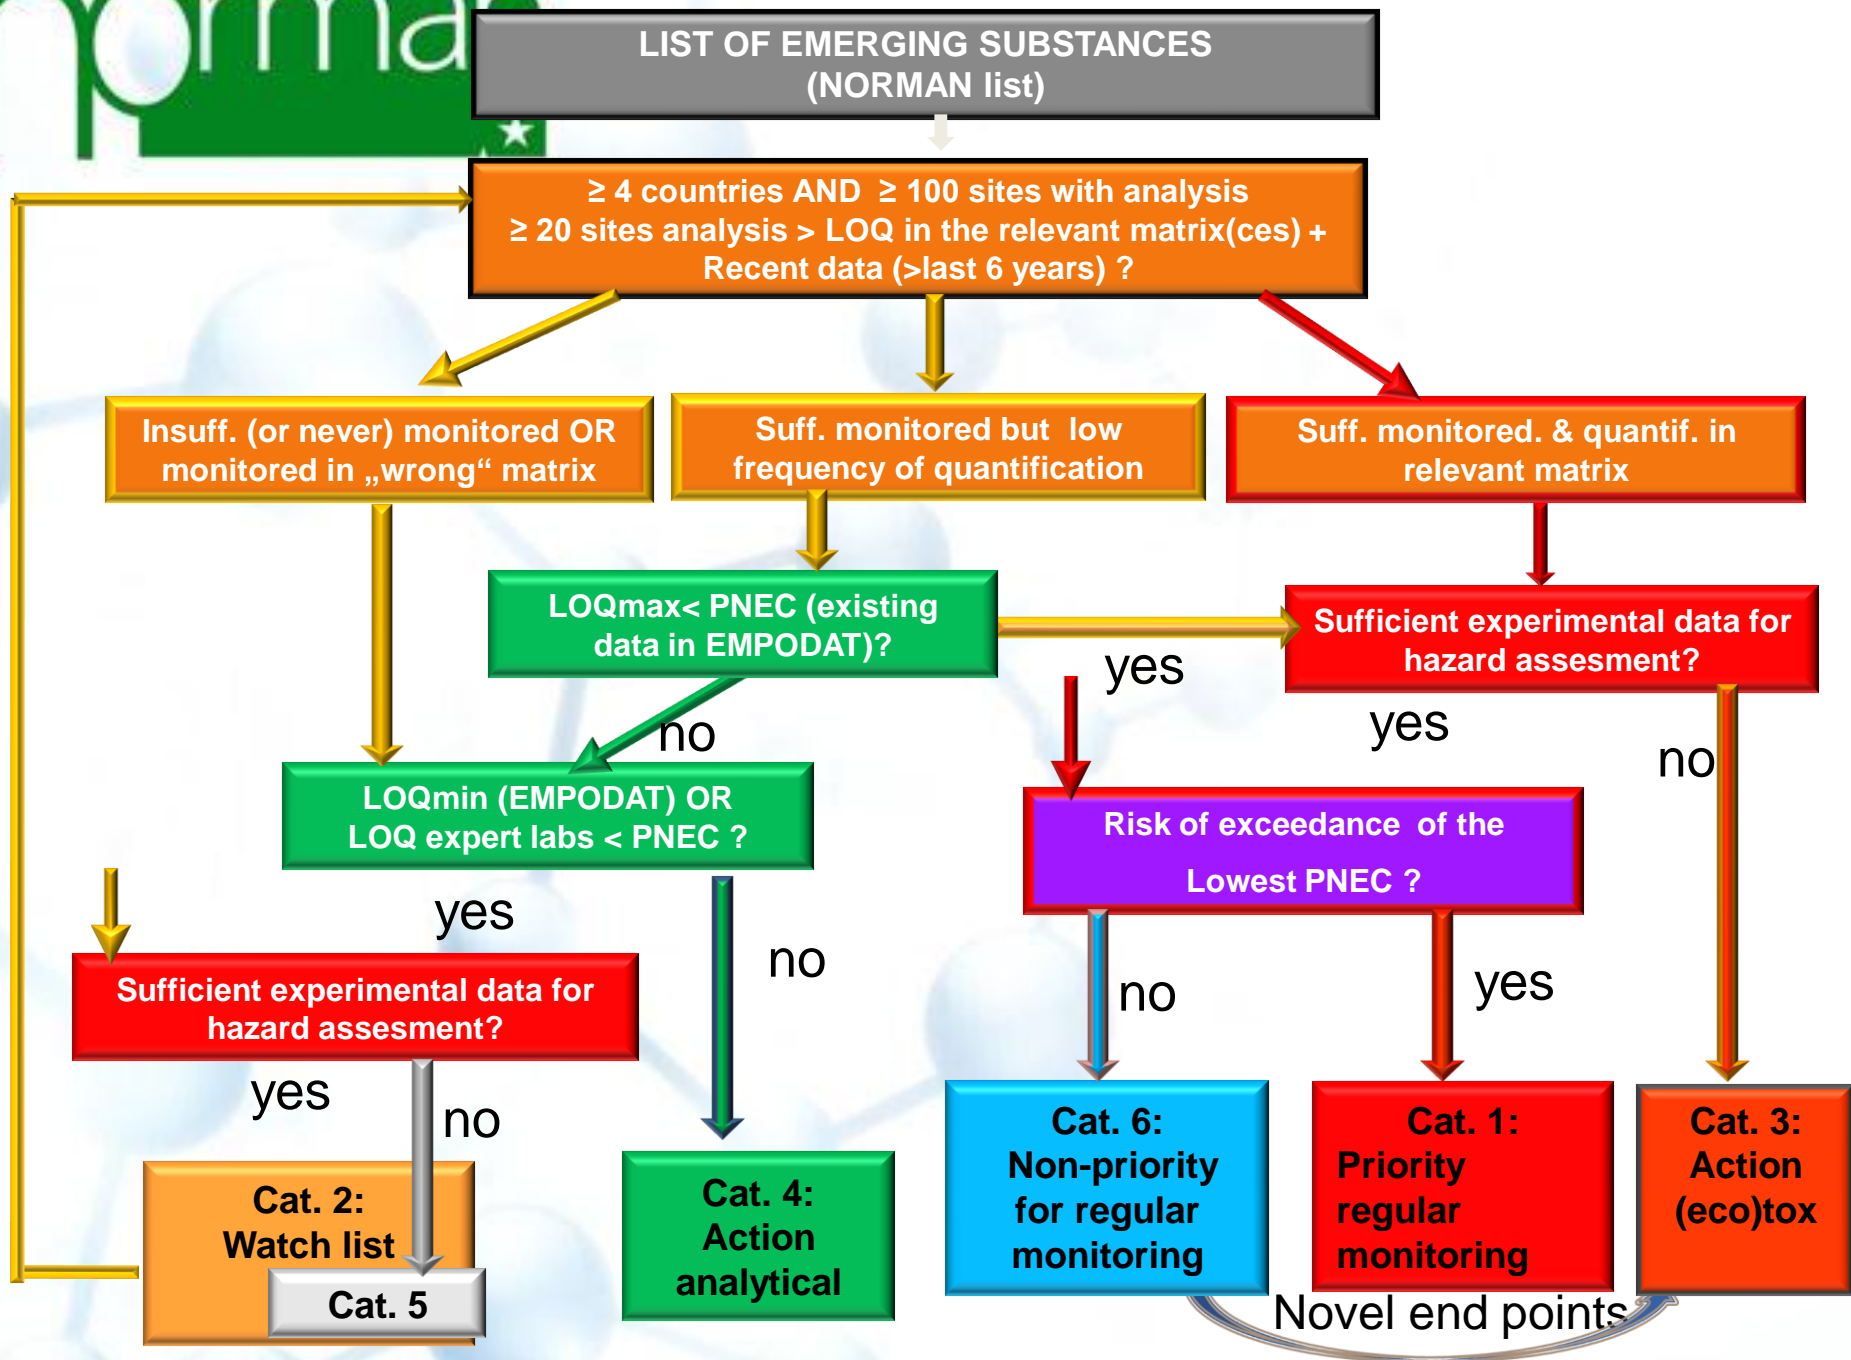 norman
LIST OF EMERGING SUBSTANCES
(NORMAN list)
≥ 4 countries AND ≥ 100 sites with analysis
≥ 20 sites analysis > LOQ in the relevant matrix(ces) +
Recent data (>last 6 years) ?
Insuff. (or never) monitored OR
monitored in „wrong“ matrix
Suff. monitored but low
frequency of quantification
Suff. monitored. & quantif. in
relevant matrix
LOQmax< PNEC (existing
data in EMPODAT)?
yes
Sufficient experimental data for
hazard assesment?
no
yes
no
LOQmin (EMPODAT) OR
LOQ expert labs < PNEC ?
Risk of exceedance of the
Lowest PNEC ?
yes
no
no
yes
Sufficient experimental data for
hazard assesment?
yes
no
Cat. 2:
Watch list
Cat. 5
Cat. 4:
Action
analytical
Cat. 6:
Non-priority
for regular
monitoring
Cat. 1:
Priority
regular
monitoring
Cat. 3:
Action
(eco)tox
Novel end points